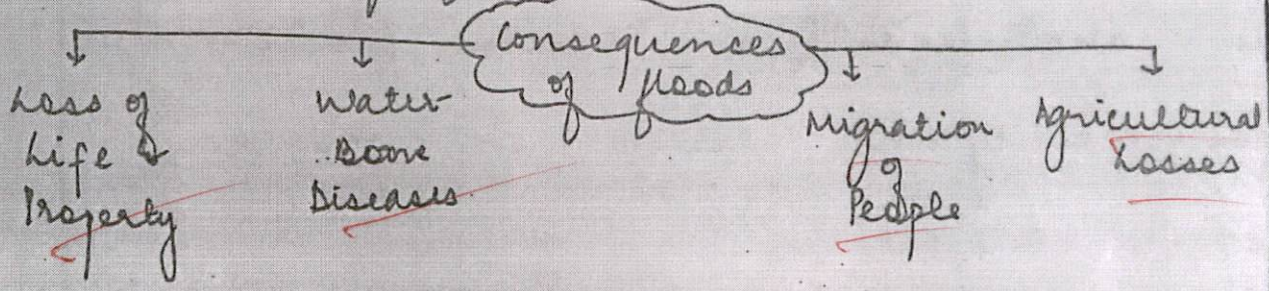 Consequences
of floods
Loss of
Life &
Property
Water-
Borne
Diseases
Migration
of
People
Agricultural
Losses